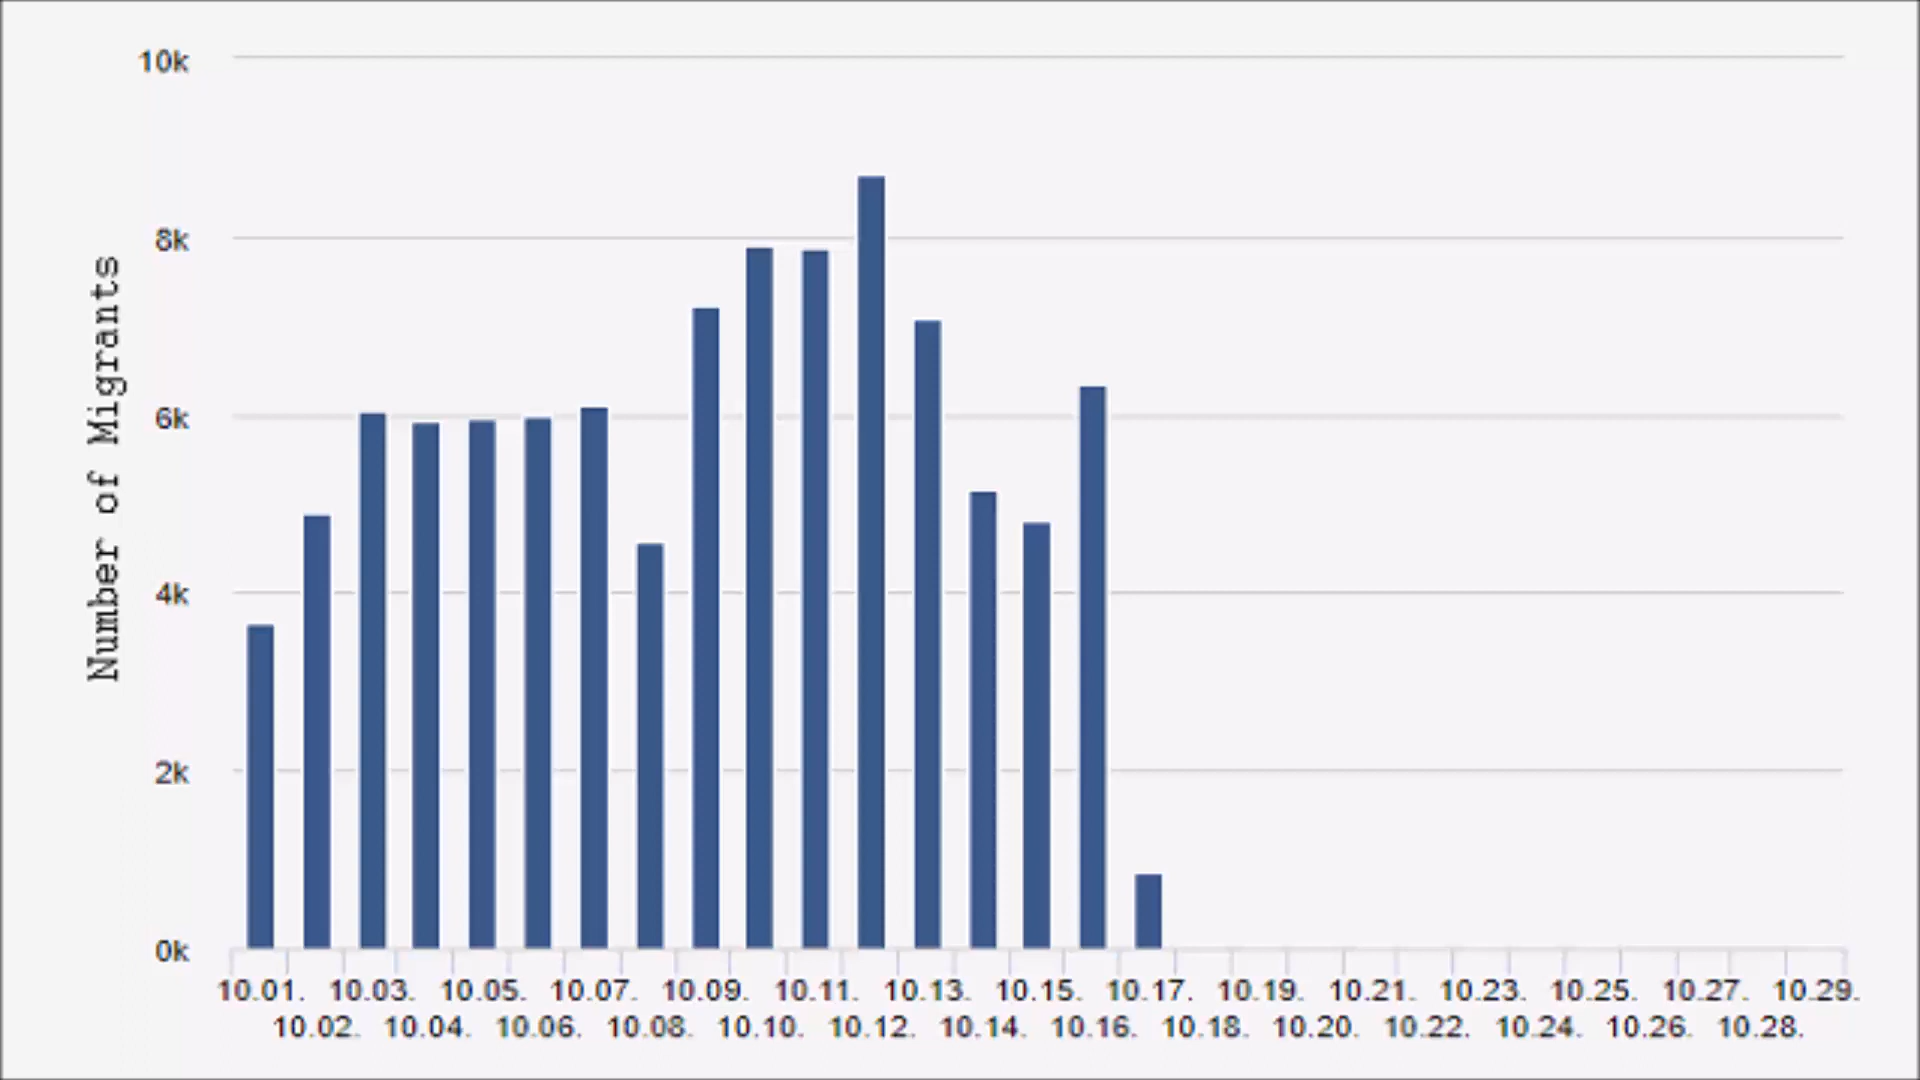 10k
8k
6k
4k
2k
0k
Number of Migrants
10.01. 10.03. 10.05. 10.07. 10.09. 10.11. 10.13. 10.15. 10.17. 10.19. 10.21. 10.23. 10.25. 10.27. 10.29.
10.02. 10.04. 10.06. 10.08. 10.10. 10.12. 10.14. 10.16. 10.18. 10.20. 10.22. 10.24. 10.26. 10.28.